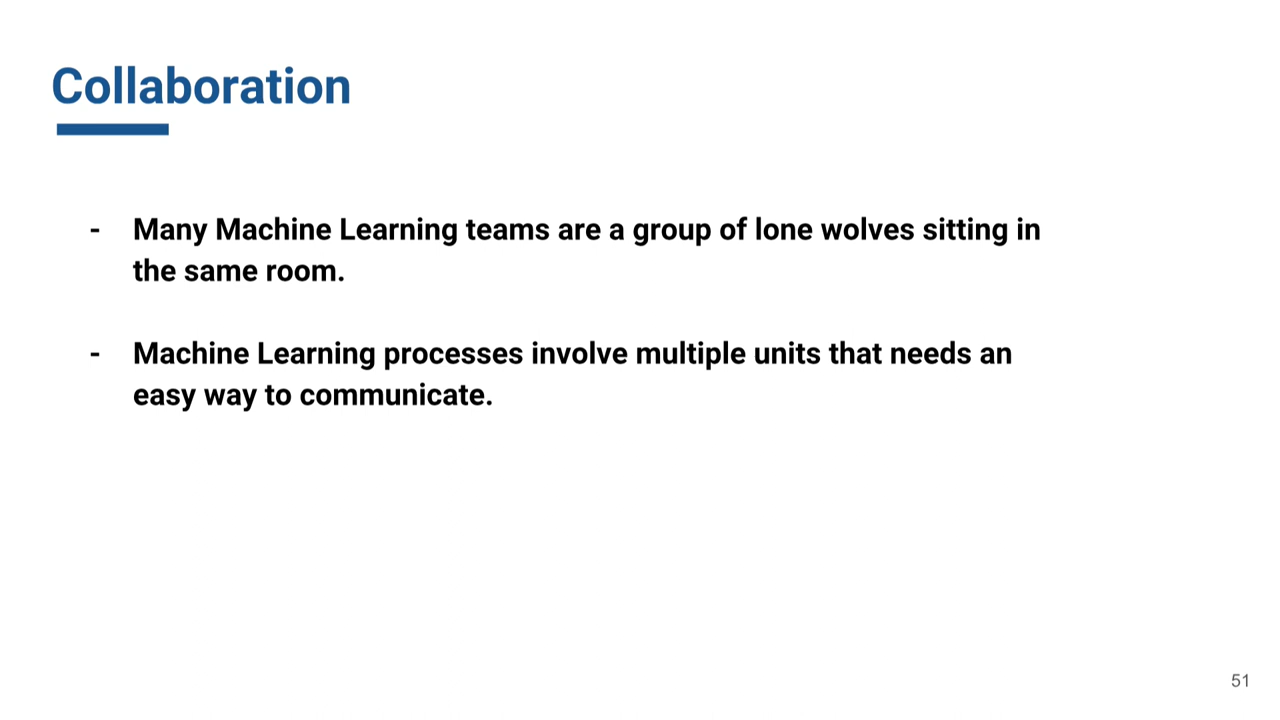 Collaboration
- Many Machine Learning teams are a group of lone wolves sitting in
the same room.
- Machine Learning processes involve multiple units that needs an
easy way to communicate.
51